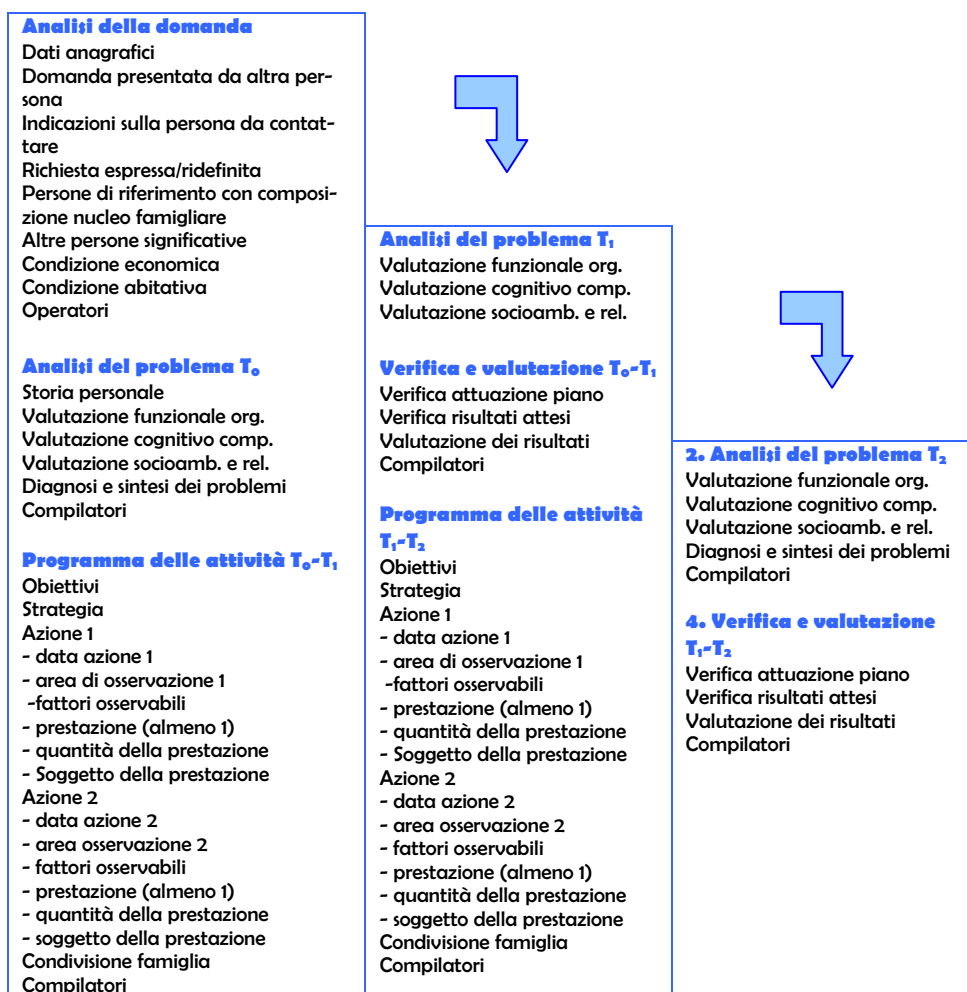 Analisi della domanda
Dati anagrafici
Domanda presentata da altra per-
sona
Indicazioni sulla persona da contat-
tare
Richiesta espressa/ridefinita
Persone di riferimento con composi-
zione nucleo famigliare
Altre persone significative
Condizione economica
Condizione abitativa
Operatori
Analisi del problema T₀
Storia personale
Valutazione funzionale org.
Valutazione cognitivo comp.
Valutazione socioamb. e rel.
Diagnosi e sintesi dei problemi
Compilatori
Programma delle attività T₀-T₁
Obiettivi
Strategia
Azione 1
- data azione 1
- area di osservazione 1
-fattori osservabili
- prestazione (almeno 1)
- quantità della prestazione
- Soggetto della prestazione
Azione 2
- data azione 2
- area osservazione 2
- fattori osservabili
- prestazione (almeno 1)
- quantità della prestazione
- soggetto della prestazione
Condivisione famiglia
Compilatori
Analisi del problema T₁
Valutazione funzionale org.
Valutazione cognitivo comp.
Valutazione socioamb. e rel.
Verifica e valutazione T₀-T₁
Verifica attuazione piano
Verifica risultati attesi
Valutazione dei risultati
Compilatori
Programma delle attività
T₁-T₂
Obiettivi
Strategia
Azione 1
- data azione 1
- area di osservazione 1
-fattori osservabili
- prestazione (almeno 1)
- quantità della prestazione
- Soggetto della prestazione
Azione 2
- data azione 2
- area osservazione 2
- fattori osservabili
- prestazione (almeno 1)
- quantità della prestazione
- soggetto della prestazione
Condivisione famiglia
Compilatori
2. Analisi del problema T₂
Valutazione funzionale org.
Valutazione cognitivo comp.
Valutazione socioamb. e rel.
Diagnosi e sintesi dei problemi
Compilatori
4. Verifica e valutazione
T₁-T₂
Verifica attuazione piano
Verifica risultati attesi
Valutazione dei risultati
Compilatori